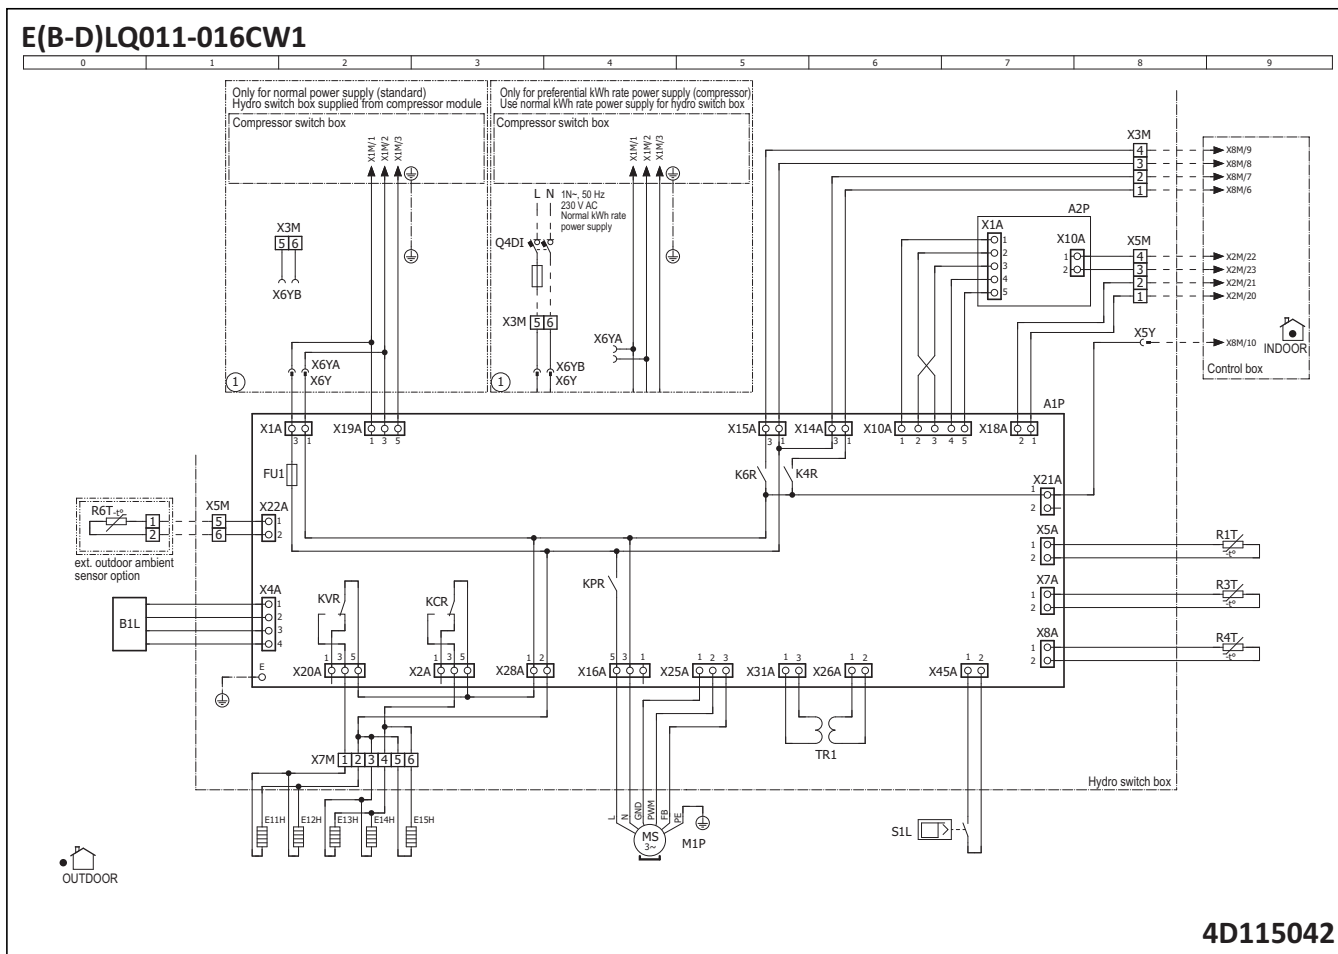 E(B-D)LQ011-016CW1
0 1 2 3 4 5 6 7 8 9
Only for normal power supply (standard)
Hydro switch box supplied from compressor module
Compressor switch box
X1M/1 X1M/2 X1M/3
X3M
5 6
X6YB
X6YA
X6Y
1
Only for preferential kWh rate power supply (compressor)
Use normal kWh rate power supply for hydro switch box
Compressor switch box
X1M/1 X1M/2 X1M/3
L N
1N~, 50 Hz
230 V AC
Normal kWh rate
power supply
Q4DI
X3M 5 6
X6YA
X6YB
X6Y
1
X3M
4 X8M/9
3 X8M/8
2 X8M/7
1 X8M/6
A2P
X1A
1
2
3
4
5
X10A
1
2
X5M
4 X2M/22
3 X2M/23
2 X2M/21
1 X2M/20
X5Y
X8M/10
INDOOR
Control box
A1P
X1A 3 1
X19A 1 3 5
X15A 3 1
X14A 3 1
X10A 1 2 3 4 5
X18A 2 1
FU1
K6R K4R
X21A
1
2
R6T -t°
1
2
ext. outdoor ambient
sensor option
X5M
5
6
X22A
1
2
X5A
1
2
R1T
-t°
X7A
1
2
R3T
-t°
X8A
1
2
R4T
-t°
B1L
X4A
1
2
3
4
E
KVR
KCR
KPR
X20A 1 3 5
X2A 1 3 5
X28A 1 2
X16A 5 3 1
X25A 1 2 3
X31A 1 3
X26A 1 2
X45A 1 2
TR1
X7M 1 2 3 4 5 6
Hydro switch box
E11H E12H E13H E14H E15H
L N GND PWM FB PE
MS
3~
M1P
S1L
OUTDOOR
4D115042